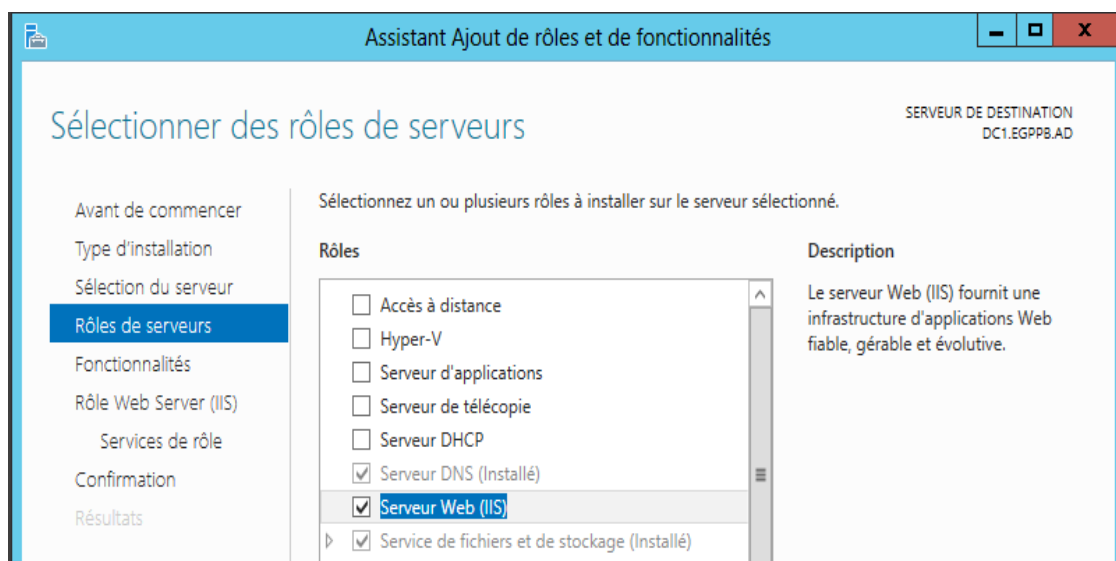 Assistant Ajout de rôles et de fonctionnalités
Sélectionner des rôles de serveurs
SERVEUR DE DESTINATION
DC1.EGPPB.AD
Avant de commencer
Type d'installation
Sélection du serveur
Rôles de serveurs
Fonctionnalités
Rôle Web Server (IIS)
Services de rôle
Confirmation
Résultats
Sélectionnez un ou plusieurs rôles à installer sur le serveur sélectionné.
Rôles
Accès à distance
Hyper-V
Serveur d'applications
Serveur de télécopie
Serveur DHCP
Serveur DNS (Installé)
Serveur Web (IIS)
Service de fichiers et de stockage (Installé)
Description
Le serveur Web (IIS) fournit une
infrastructure d'applications Web
fiable, gérable et évolutive.